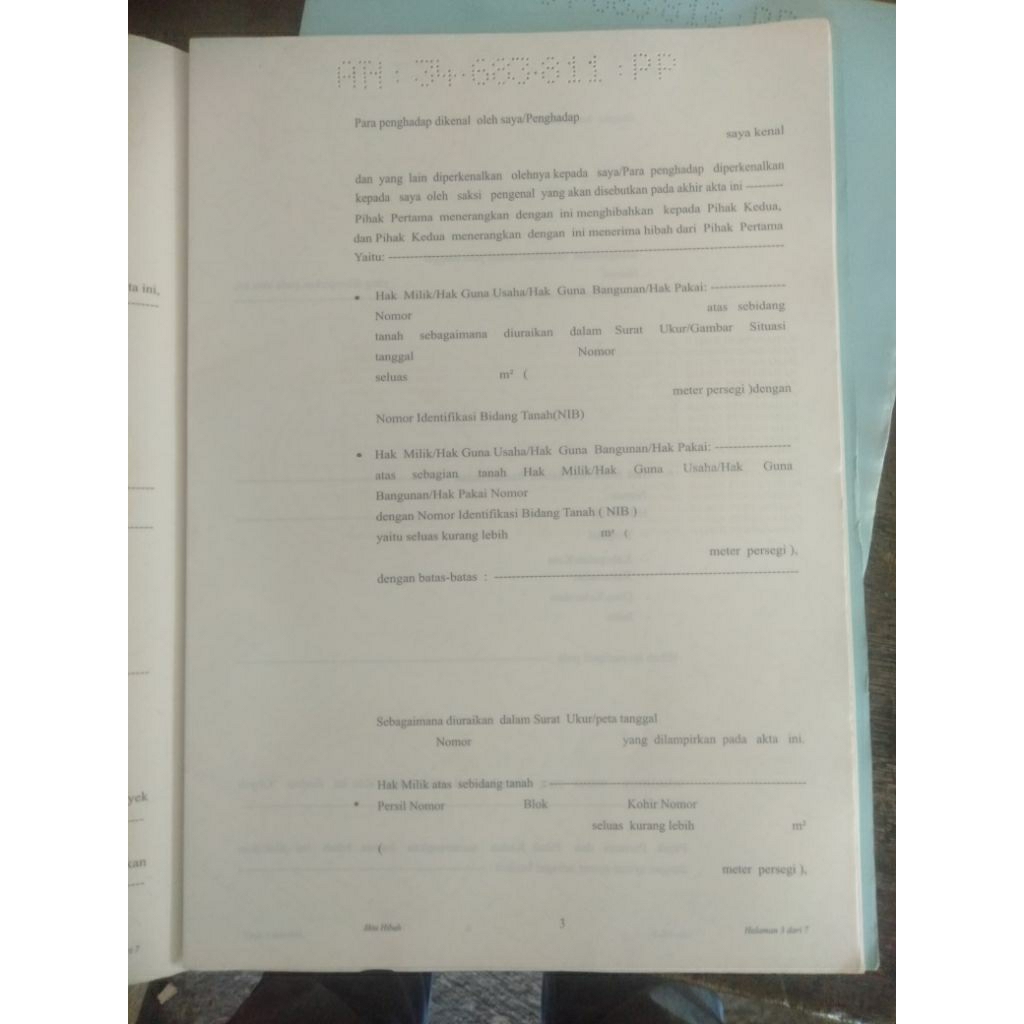 AH : 34.683.811 : PP
Para penghadap dikenal oleh saya/Penghadap
saya kenal
dan yang lain diperkenalkan olehnya kepada saya/Para penghadap diperkenalkan
kepada saya oleh saksi pengenal yang akan disebutkan pada akhir akta ini ---------
Pihak Pertama menerangkan dengan ini menghibahkan kepada Pihak Kedua,
dan Pihak Kedua menerangkan dengan ini menerima hibah dari Pihak Pertama
Yaitu: --------------------------------------------------------------------------------
• Hak Milik/Hak Guna Usaha/Hak Guna Bangunan/Hak Pakai: -----------------
Nomor atas sebidang
tanah sebagaimana diuraikan dalam Surat Ukur/Gambar Situasi
tanggal Nomor
seluas m² (
meter persegi )dengan
Nomor Identifikasi Bidang Tanah(NIB)
• Hak Milik/Hak Guna Usaha/Hak Guna Bangunan/Hak Pakai: -----------------
atas sebagian tanah Hak Milik/Hak Guna Usaha/Hak Guna
Bangunan/Hak Pakai Nomor
dengan Nomor Identifikasi Bidang Tanah ( NIB )
yaitu seluas kurang lebih m² (
meter persegi ),
dengan batas-batas : ---------------------------------------------------------------
Sebagaimana diuraikan dalam Surat Ukur/peta tanggal
Nomor yang dilampirkan pada akta ini.
Hak Milik atas sebidang tanah : -----------------------------------------------------
• Persil Nomor Blok Kohir Nomor
seluas kurang lebih m²
(
meter persegi ),
Akta Hibah 3 Halaman 3 dari 7
ta ini,
yek
kan
i 7